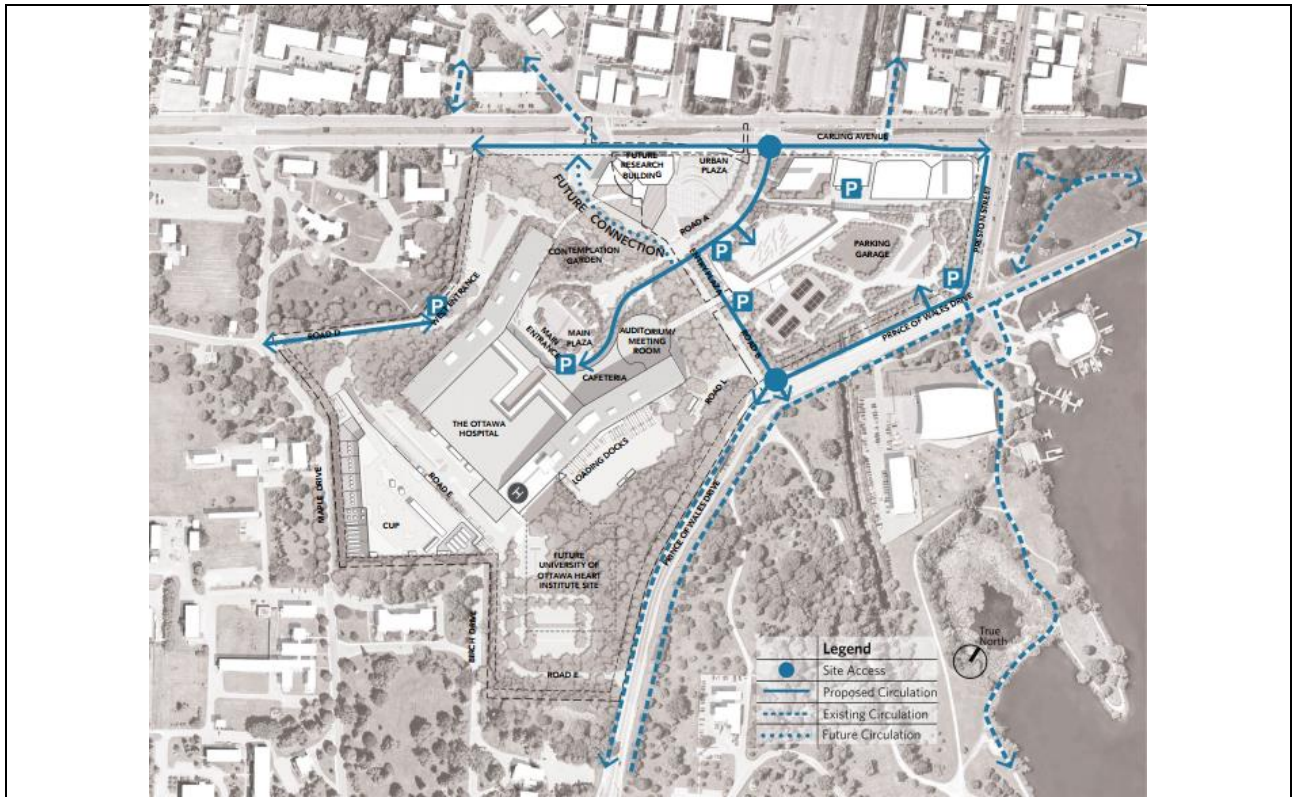 CARLING AVENUE
FUTURE
RESEARCH
BUILDING
URBAN
PLAZA
P
FUTURE CONNECTION
ROAD A
PRESTON STREET
CONTEMPLATION
GARDEN
P
PARKING
GARAGE
P
WEST ENTRANCE
P
ROAD D
P
ROAD B
PRINCE OF WALES DRIVE
MAIN
ENTRANCE
MAIN
PLAZA
AUDITORIUM/
MEETING
ROOM
P
CAFETERIA
ROAD L
THE OTTAWA
HOSPITAL
LOADING DOCKS
MAPLE DRIVE
ROAD E
H
CUP
PRINCE OF WALES DRIVE
FUTURE
UNIVERSITY OF
OTTAWA HEART
INSTITUTE SITE
BIRCH DRIVE
ROAD E
True
North
Legend
Site Access
Proposed Circulation
Existing Circulation
Future Circulation